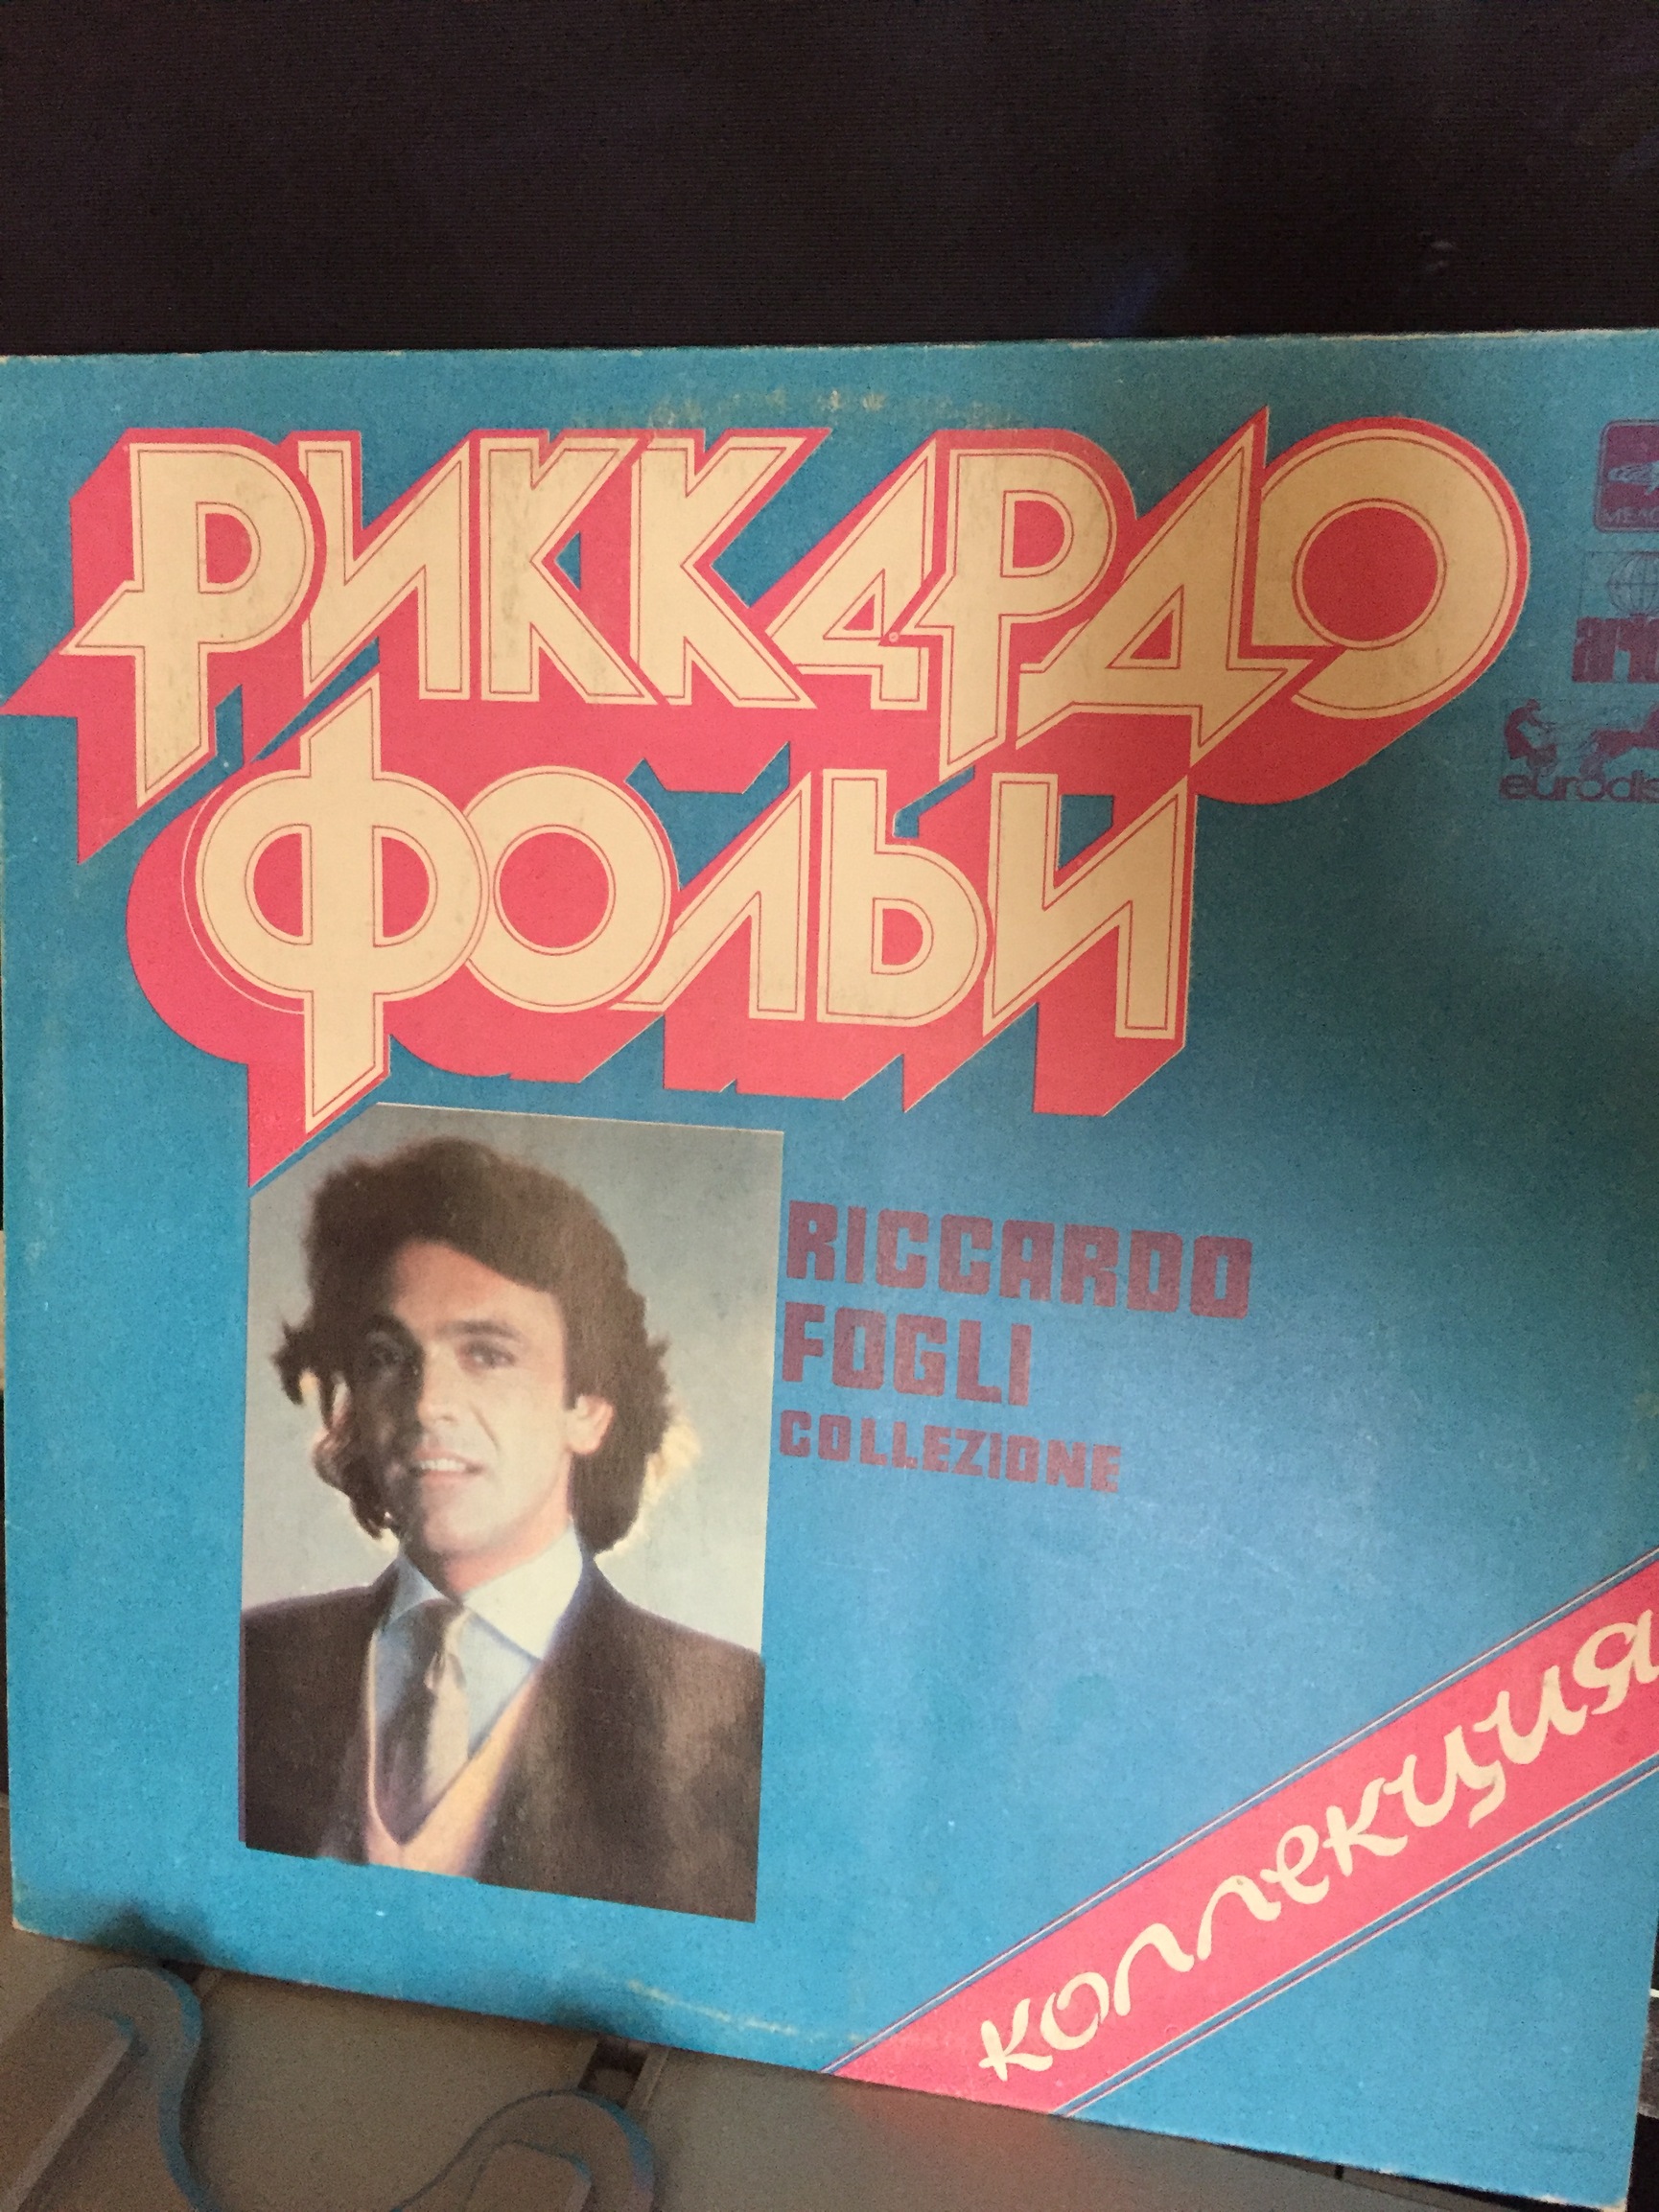 РИККАРДО
ФОЛЬИ
RICCARDO
FOGLI
COLLEZIONE
коллекция